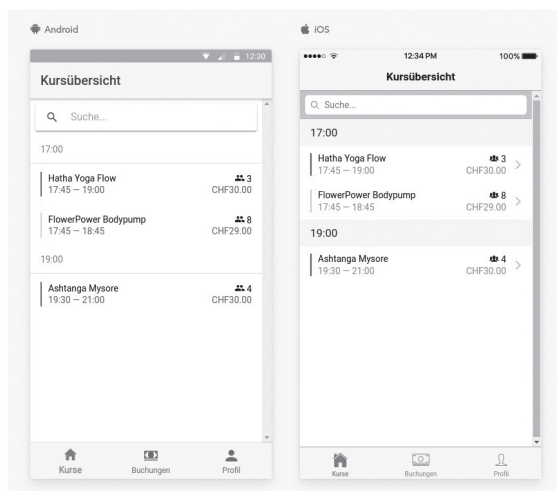 Android
12:30
Kursübersicht
Suche...
17:00
Hatha Yoga Flow 3
17:45 — 19:00 CHF30.00
FlowerPower Bodypump 8
17:45 — 18:45 CHF29.00
19:00
Ashtanga Mysore 4
19:30 — 21:00 CHF30.00
Kurse Buchungen Profil
iOS
12:34 PM 100%
Kursübersicht
Suche...
17:00
Hatha Yoga Flow 3
17:45 — 19:00 CHF30.00
FlowerPower Bodypump 8
17:45 — 18:45 CHF29.00
19:00
Ashtanga Mysore 4
19:30 — 21:00 CHF30.00
Kurse Buchungen Profil